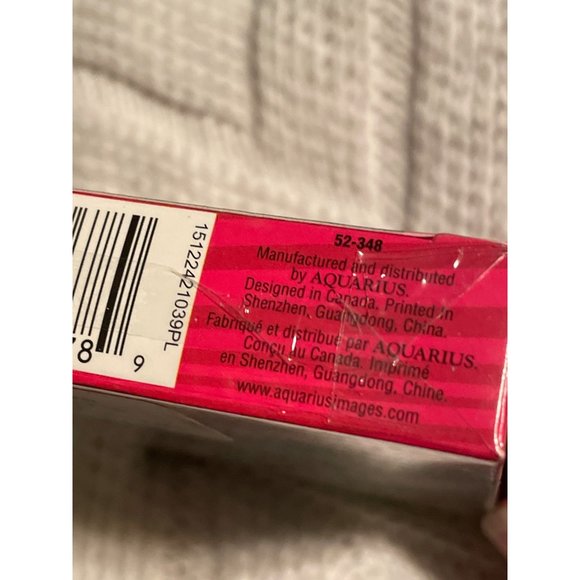 8 9
15122421039PL
52-348
Manufactured and distributed
by AQUARIUS.
Designed in Canada. Printed in
Shenzhen, Guangdong, China.
Fabriqué et distribué par AQUARIUS.
Conçu au Canada. Imprimé
en Shenzhen, Guangdong, Chine.
www.aquariusimages.com